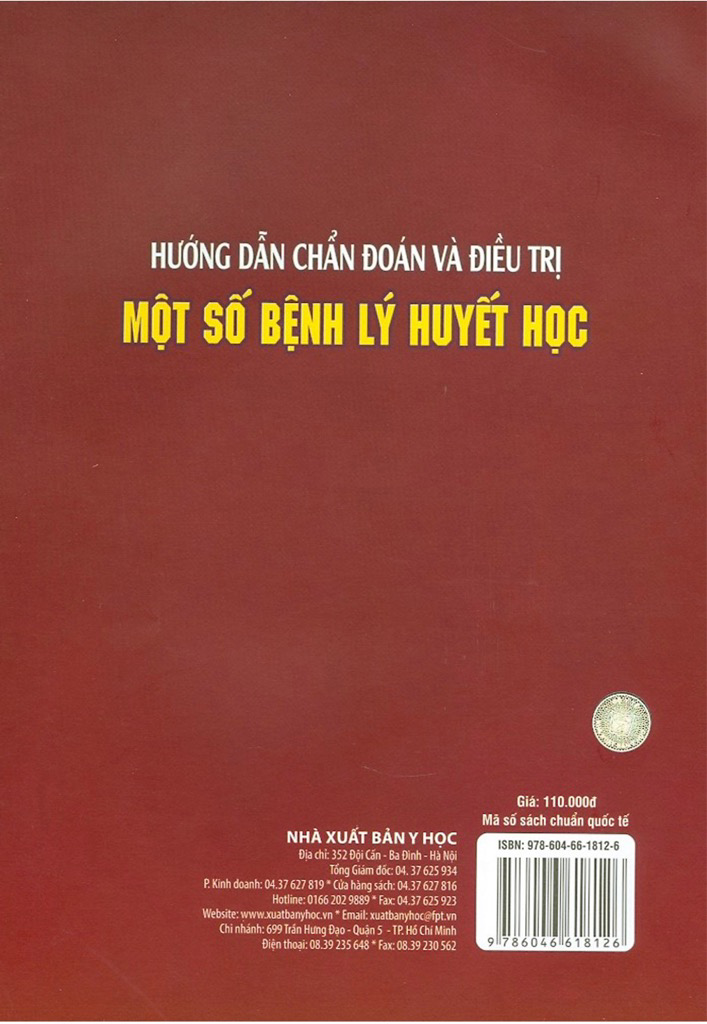 HƯỚNG DẪN CHẨN ĐOÁN VÀ ĐIỀU TRỊ
MỘT SỐ BỆNH LÝ HUYẾT HỌC
Giá: 110.000đ
Mã số sách chuẩn quốc tế
ISBN: 978-604-66-1812-6
9 786046 618126
NHÀ XUẤT BẢN Y HỌC
Địa chỉ: 352 Đội Cấn - Ba Đình - Hà Nội
Tổng Giám đốc: 04. 37 625 934
P. Kinh doanh: 04.37 627 819 * Cửa hàng sách: 04.37 627 816
Hotline: 0166 202 9889 * Fax: 04.37 625 923
Website: www.xuatbanyhoc.vn * Email: xuatbanyhoc@fpt.vn
Chi nhánh: 699 Trần Hưng Đạo - Quận 5 - TP. Hồ Chí Minh
Điện thoại: 08.39 235 648 * Fax: 08.39 230 562